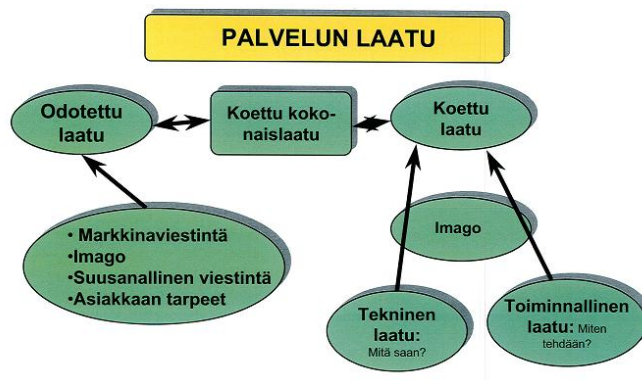 PALVELUN LAATU
Odotettu
laatu
Koettu koko-
naislaatu
Koettu
laatu
• Markkinaviestintä
•Imago
•Suusanallinen viestintä
•Asiakkaan tarpeet
Imago
Tekninen
laatu:
Mitä saan?
Toiminnallinen
laatu: Miten
tehdään?